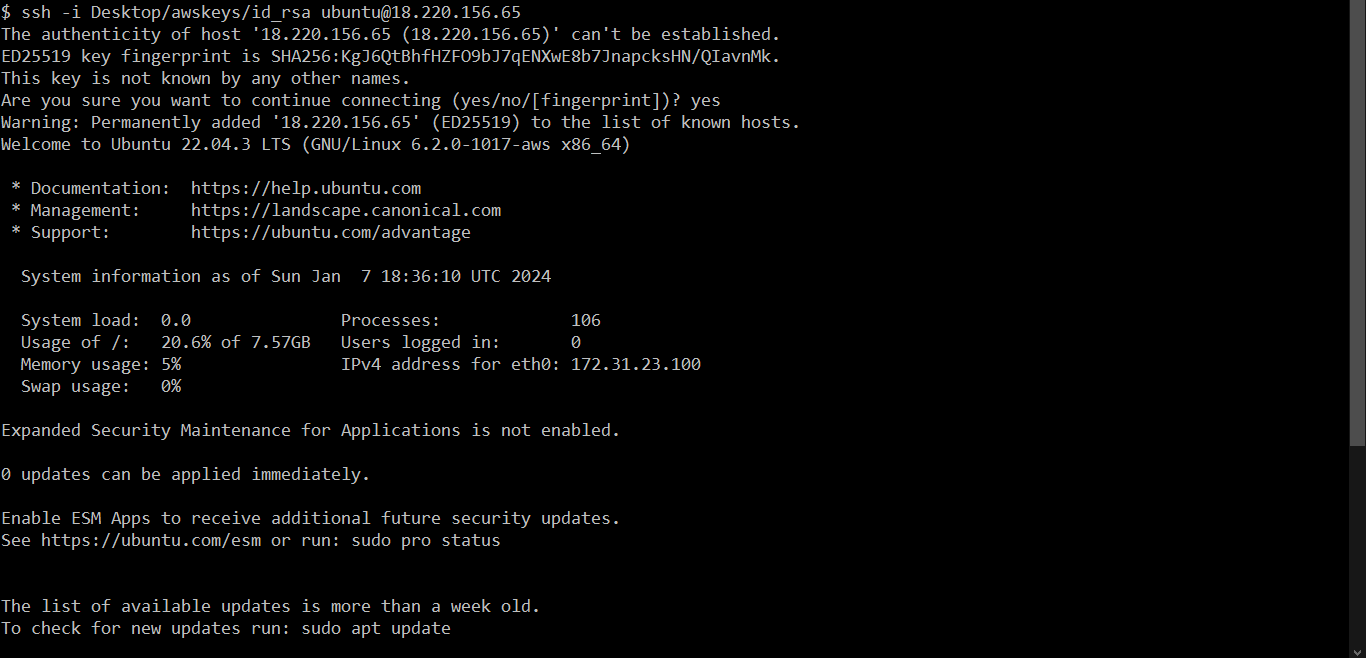 $ ssh -i Desktop/awskeys/id_rsa ubuntu@18.220.156.65
The authenticity of host '18.220.156.65 (18.220.156.65)' can't be established.
ED25519 key fingerprint is SHA256:KgJ6QtBhfHZFO9bJ7qENXwE8b7JnapcksHN/QIavnMk.
This key is not known by any other names.
Are you sure you want to continue connecting (yes/no/[fingerprint])? yes
Warning: Permanently added '18.220.156.65' (ED25519) to the list of known hosts.
Welcome to Ubuntu 22.04.3 LTS (GNU/Linux 6.2.0-1017-aws x86_64)

 * Documentation:  https://help.ubuntu.com
 * Management:     https://landscape.canonical.com
 * Support:        https://ubuntu.com/advantage

  System information as of Sun Jan  7 18:36:10 UTC 2024

  System load:  0.0               Processes:             106
  Usage of /:   20.6% of 7.57GB   Users logged in:       0
  Memory usage: 5%                IPv4 address for eth0: 172.31.23.100
  Swap usage:   0%

Expanded Security Maintenance for Applications is not enabled.

0 updates can be applied immediately.

Enable ESM Apps to receive additional future security updates.
See https://ubuntu.com/esm or run: sudo pro status

The list of available updates is more than a week old.
To check for new updates run: sudo apt update